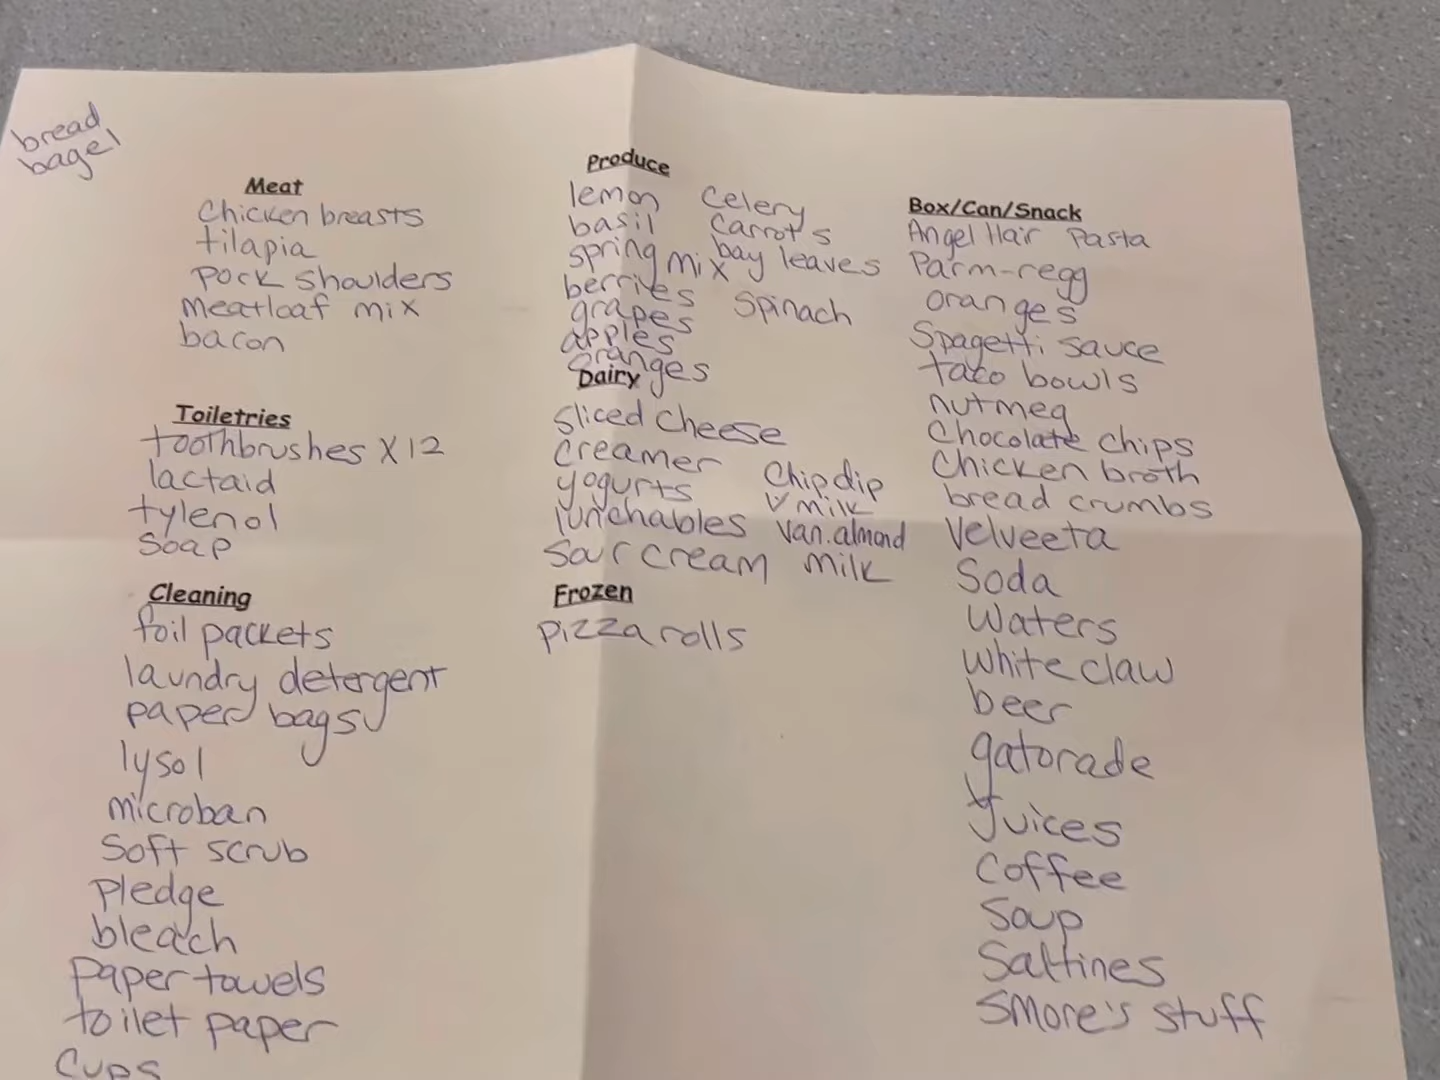 bread
bagel
Meat
Chicken breasts
tilapia
pork shoulders
meatloaf mix
bacon
Toiletries
toothbrushes X12
lactaid
tylenol
soap
Cleaning
foil packets
laundry detergent
paper bags
lysol
microban
soft scrub
pledge
bleach
paper towels
toilet paper
cups
Produce
lemon celery
basil carrots
spring mix bay leaves
berries
grapes spinach
apples
oranges
Dairy
sliced cheese
creamer chip dip
yogurts milk
lunchables van. almond
sour cream milk
Frozen
pizza rolls
Box/Can/Snack
Angel Hair Pasta
Parm-regg
oranges
Spagetti sauce
taco bowls
nutmeg
Chocolate chips
Chicken broth
bread crumbs
Velveeta
Soda
Waters
White claw
beer
gatorade
Juices
Coffee
Soup
Saltines
Smore's stuff